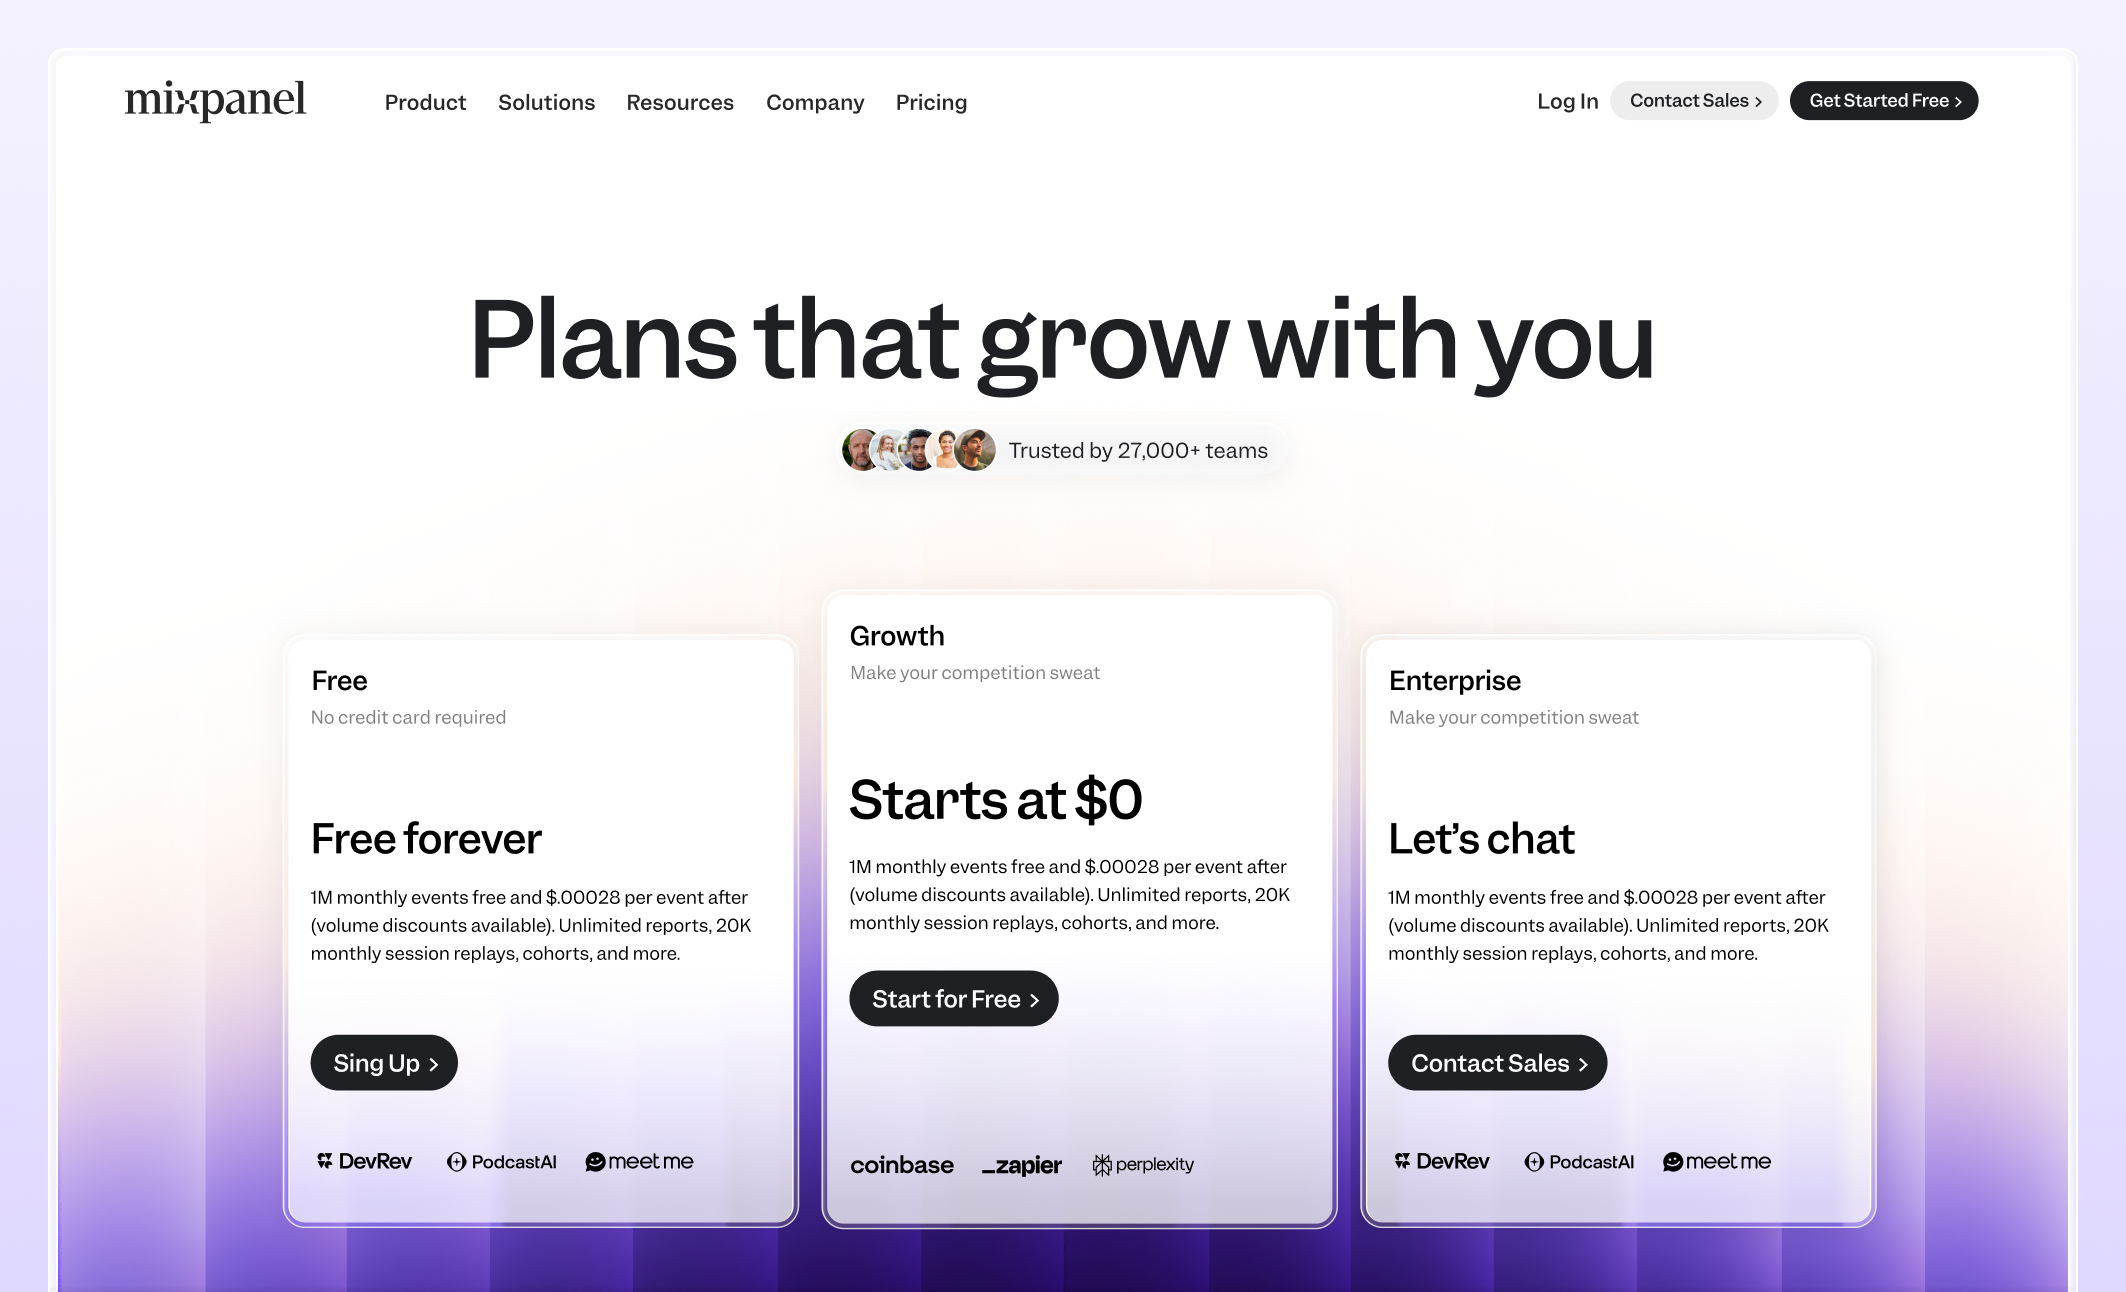 mixpanel
Product Solutions Resources Company Pricing
Log In Contact Sales Get Started Free
Plans that grow with you
Trusted by 27,000+ teams
Free
No credit card required
Free forever
1M monthly events free and $.00028 per event after
(volume discounts available). Unlimited reports, 20K
monthly session replays, cohorts, and more.
Sing Up
DevRev PodcastAI meet me
Growth
Make your competition sweat
Starts at $0
1M monthly events free and $.00028 per event after
(volume discounts available). Unlimited reports, 20K
monthly session replays, cohorts, and more.
Start for Free
coinbase _zapier perplexity
Enterprise
Make your competition sweat
Let's chat
1M monthly events free and $.00028 per event after
(volume discounts available). Unlimited reports, 20K
monthly session replays, cohorts, and more.
Contact Sales
DevRev PodcastAI meet me